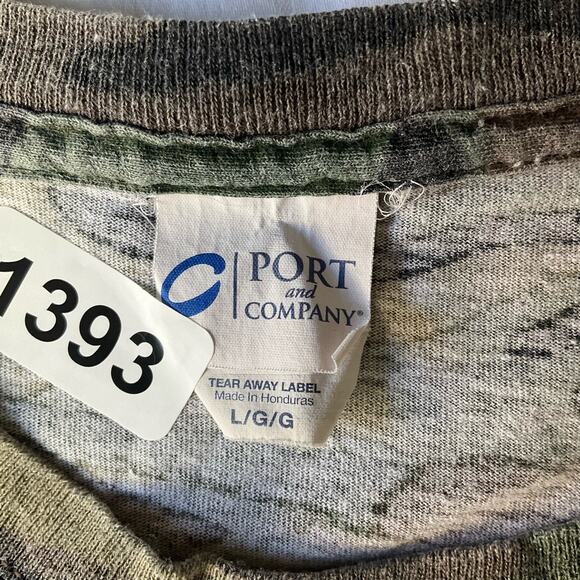 1393
PORT
and
COMPANY®
TEAR AWAY LABEL
Made In Honduras
L/G/G